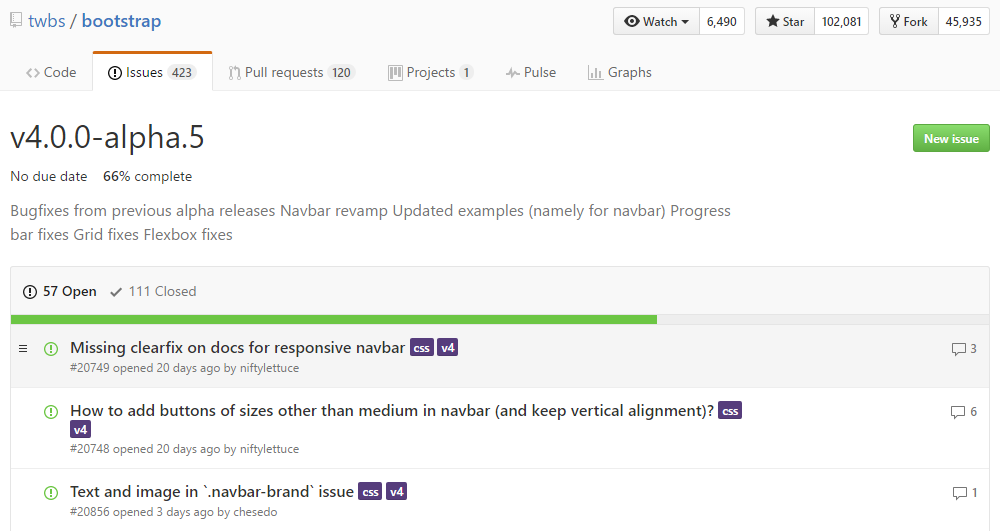 twbs / bootstrap
Watch 6,490 Star 102,081 Fork 45,935
Code Issues 423 Pull requests 120 Projects 1 Pulse Graphs
v4.0.0-alpha.5
New issue
No due date 66% complete
Bugfixes from previous alpha releases Navbar revamp Updated examples (namely for navbar) Progress
bar fixes Grid fixes Flexbox fixes
57 Open 111 Closed
Missing clearfix on docs for responsive navbar css v4
3
#20749 opened 20 days ago by niftylettuce
How to add buttons of sizes other than medium in navbar (and keep vertical alignment)? css
6
v4
#20748 opened 20 days ago by niftylettuce
Text and image in `.navbar-brand` issue css v4
1
#20856 opened 3 days ago by chesedo